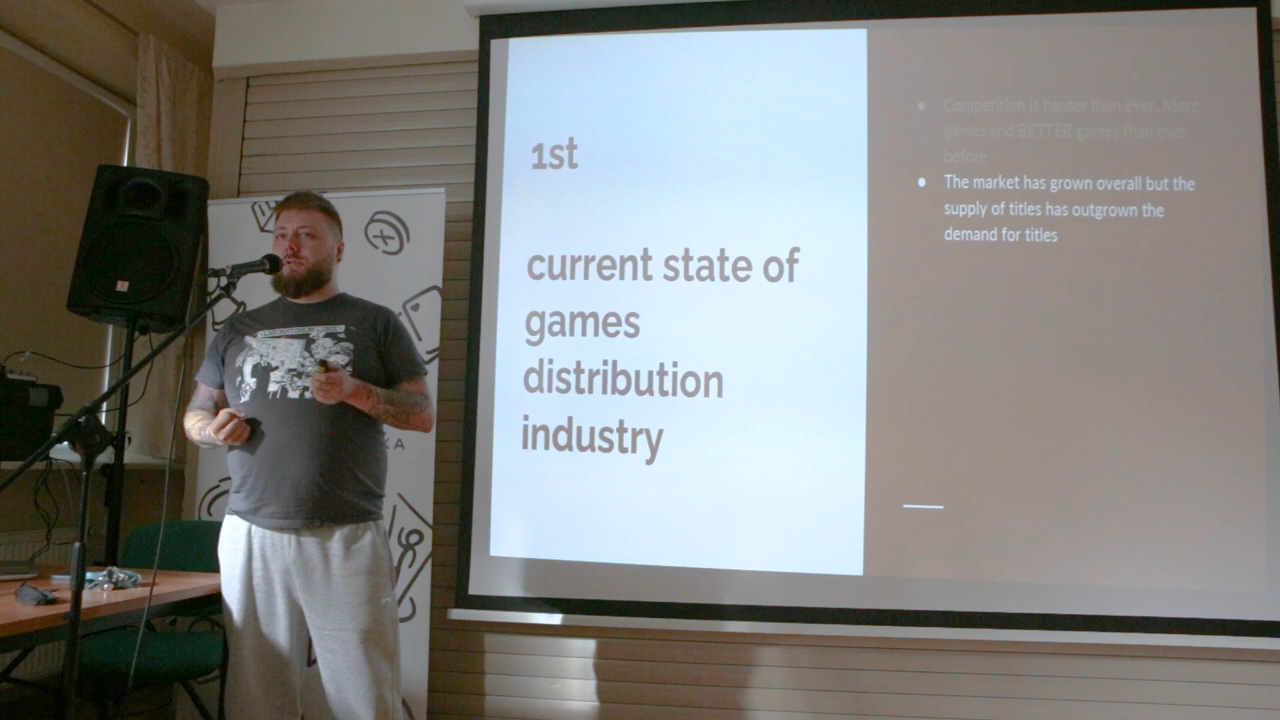 1st
current state of
games
distribution
industry
Competition is harder than ever. More
games and BETTER games than ever
before
The market has grown overall but the
supply of titles has outgrown the
demand for titles
KA